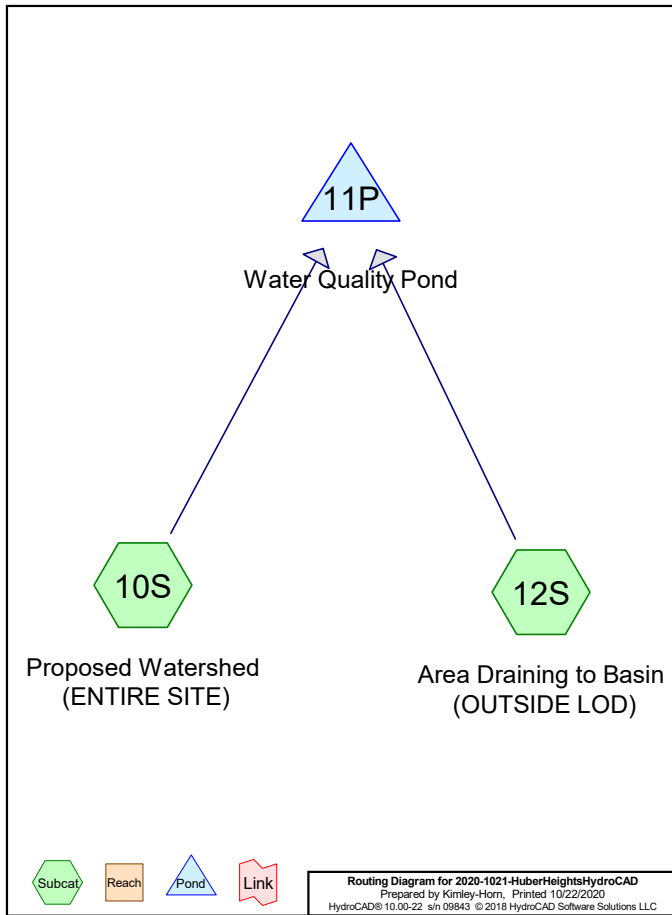 11P
Water Quality Pond
10S
12S
Proposed Watershed
(ENTIRE SITE)
Area Draining to Basin
(OUTSIDE LOD)
Subcat
Reach
Pond
Link
Routing Diagram for 2020-1021-HuberHeightsHydroCAD
Prepared by Kimley-Horn, Printed 10/22/2020
HydroCAD® 10.00-22 s/n 09843 © 2018 HydroCAD Software Solutions LLC